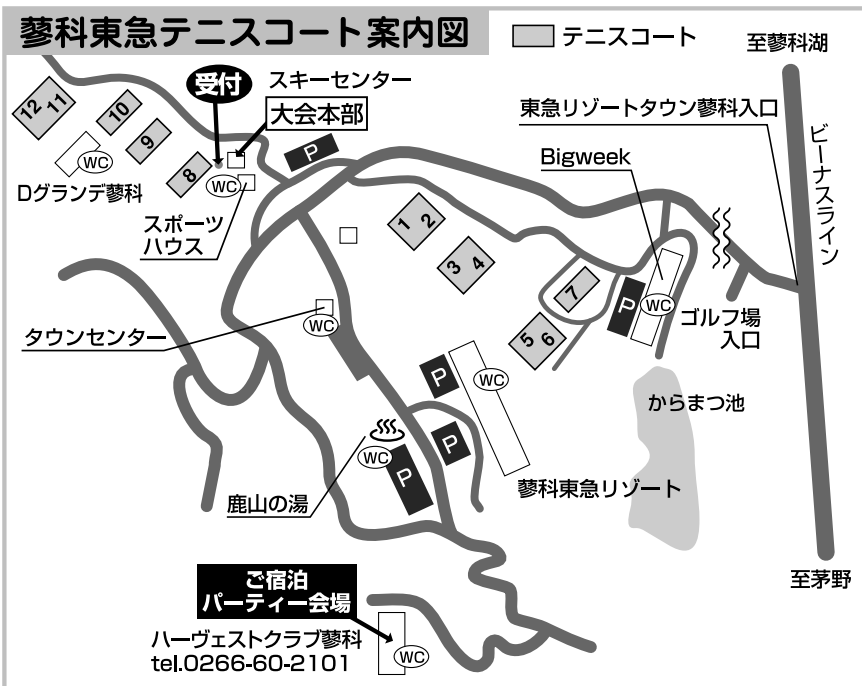 蓼科東急テニスコート案内図
テニスコート
至蓼科湖
受付
スキーセンター
大会本部
東急リゾートタウン蓼科入口
ビーナスライン
Bigweek
12 11
10
9
8
P
WC
Dグランデ蓼科
WC
スポーツ
ハウス
1 2
3 4
7
5 6
P
WC
ゴルフ場
入口
タウンセンター
WC
P
WC
からまつ池
WC
P
P
鹿山の湯
蓼科東急リゾート
至茅野
ご宿泊
パーティー会場
ハーヴェストクラブ蓼科
tel.0266-60-2101
WC